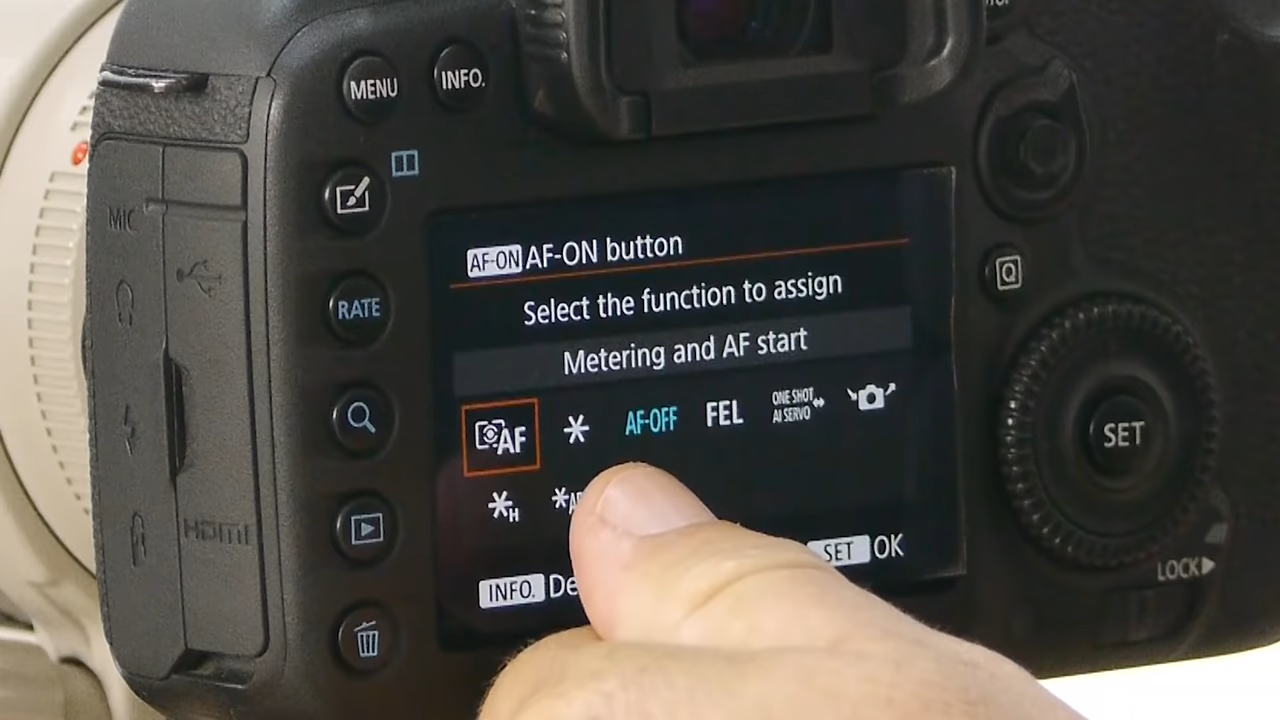 MENU
INFO.
MIC
RATE
HDMI
AF-ON AF-ON button
Select the function to assign
Metering and AF start
AF * AF-OFF FEL ONE SHOT AI SERVO
*H
SET OK
INFO.
Q
SET
LOCK